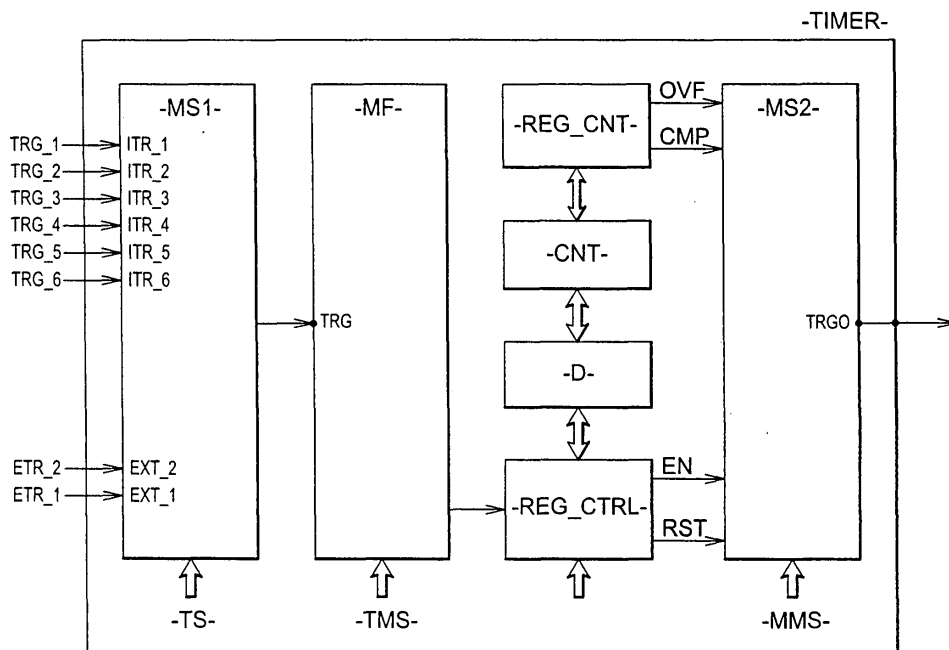 -TIMER-
-MS1-
-MF-
-REG_CNT-
OVF
CMP
-MS2-
TRG_1
ITR_1
TRG_2
ITR_2
TRG_3
ITR_3
TRG_4
ITR_4
TRG_5
ITR_5
TRG_6
ITR_6
-CNT-
TRG
TRGO
-D-
ETR_2
EXT_2
ETR_1
EXT_1
-REG_CTRL-
EN
RST
-TS-
-TMS-
-MMS-